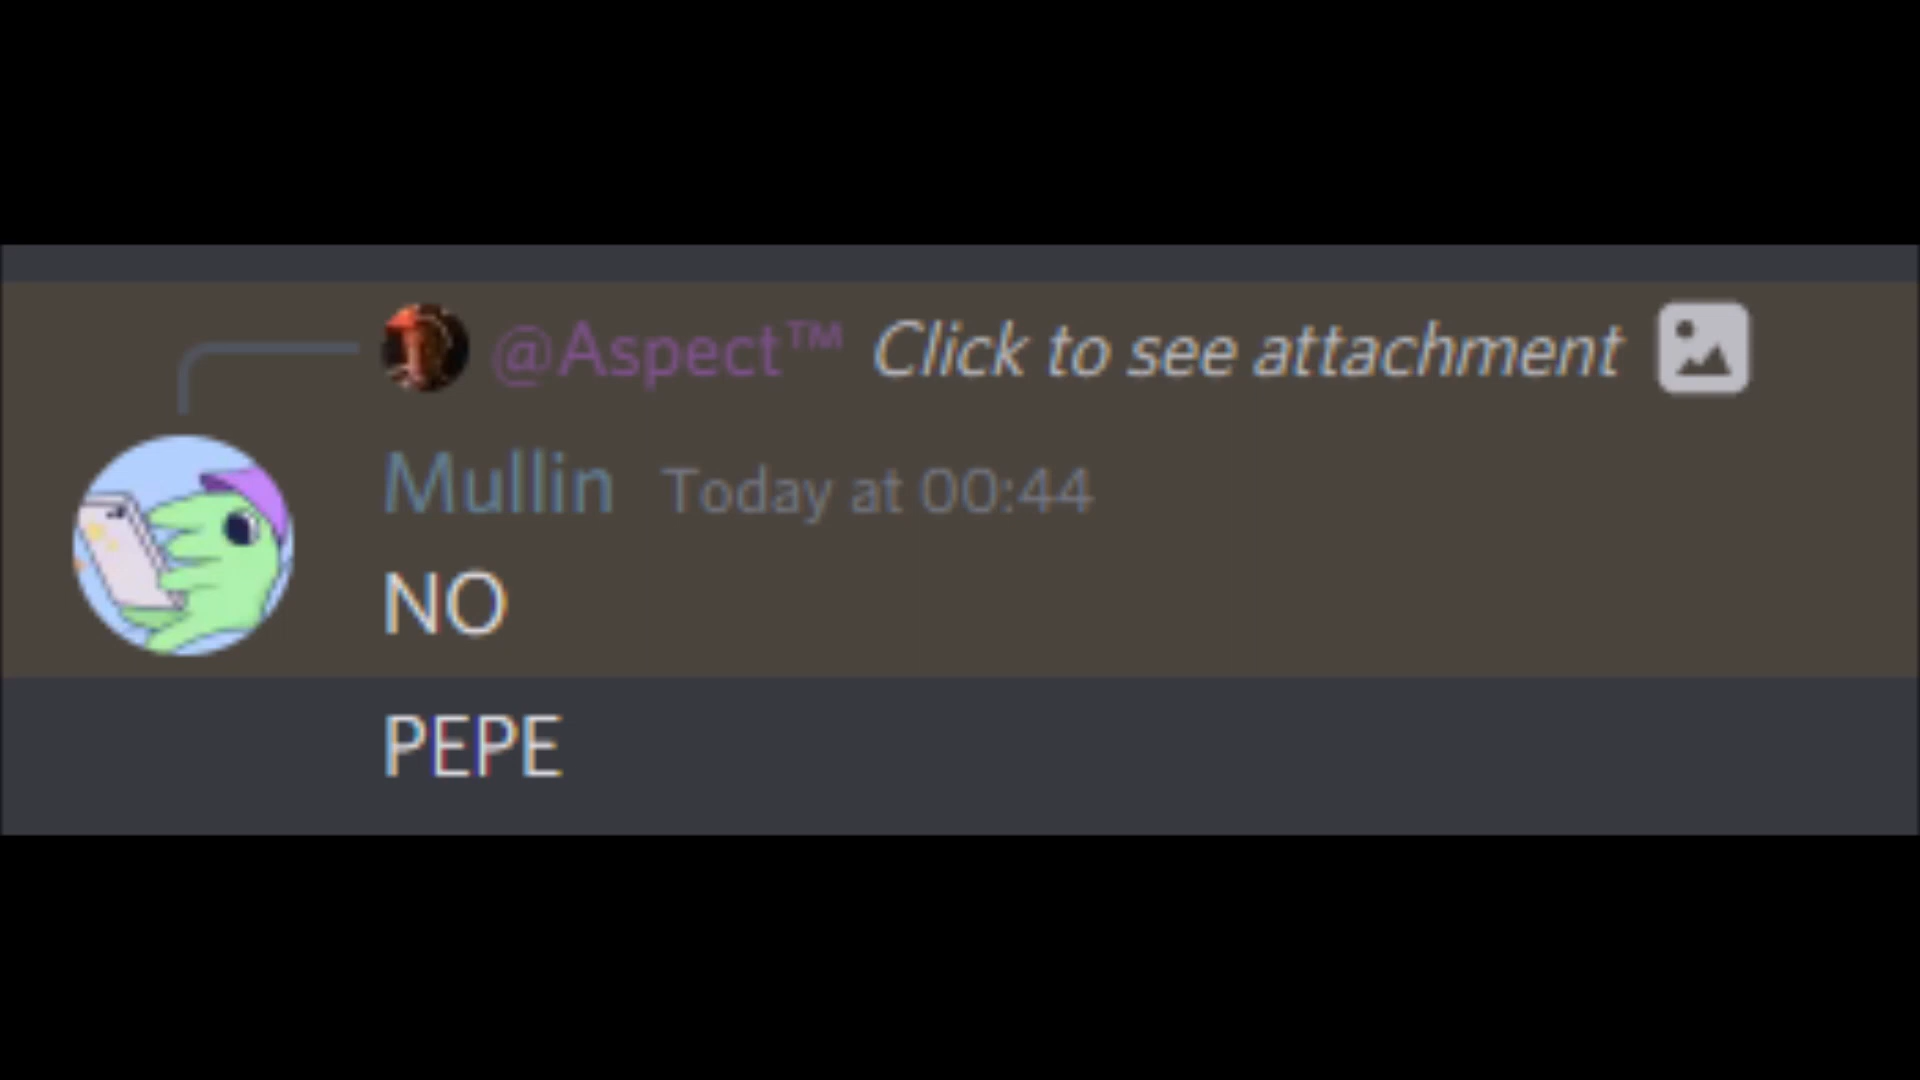 @Aspect™ Click to see attachment
Mullin Today at 00:44
NO
PEPE